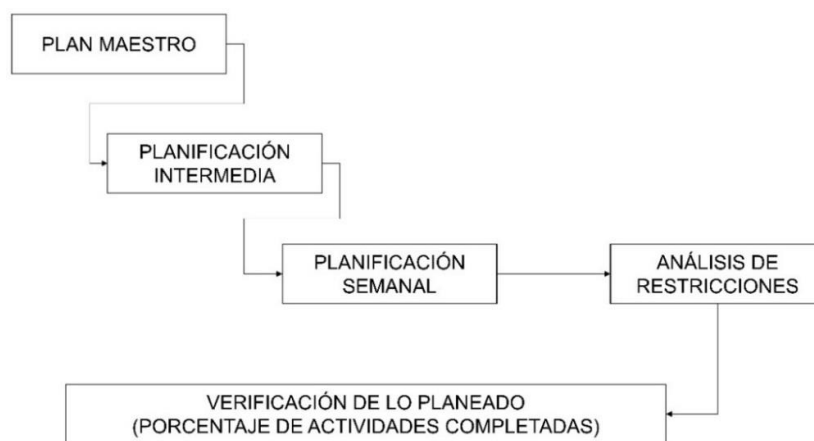 PLAN MAESTRO
PLANIFICACIÓN
INTERMEDIA
PLANIFICACIÓN
SEMANAL
ANÁLISIS DE
RESTRICCIONES
VERIFICACIÓN DE LO PLANEADO
(PORCENTAJE DE ACTIVIDADES COMPLETADAS)